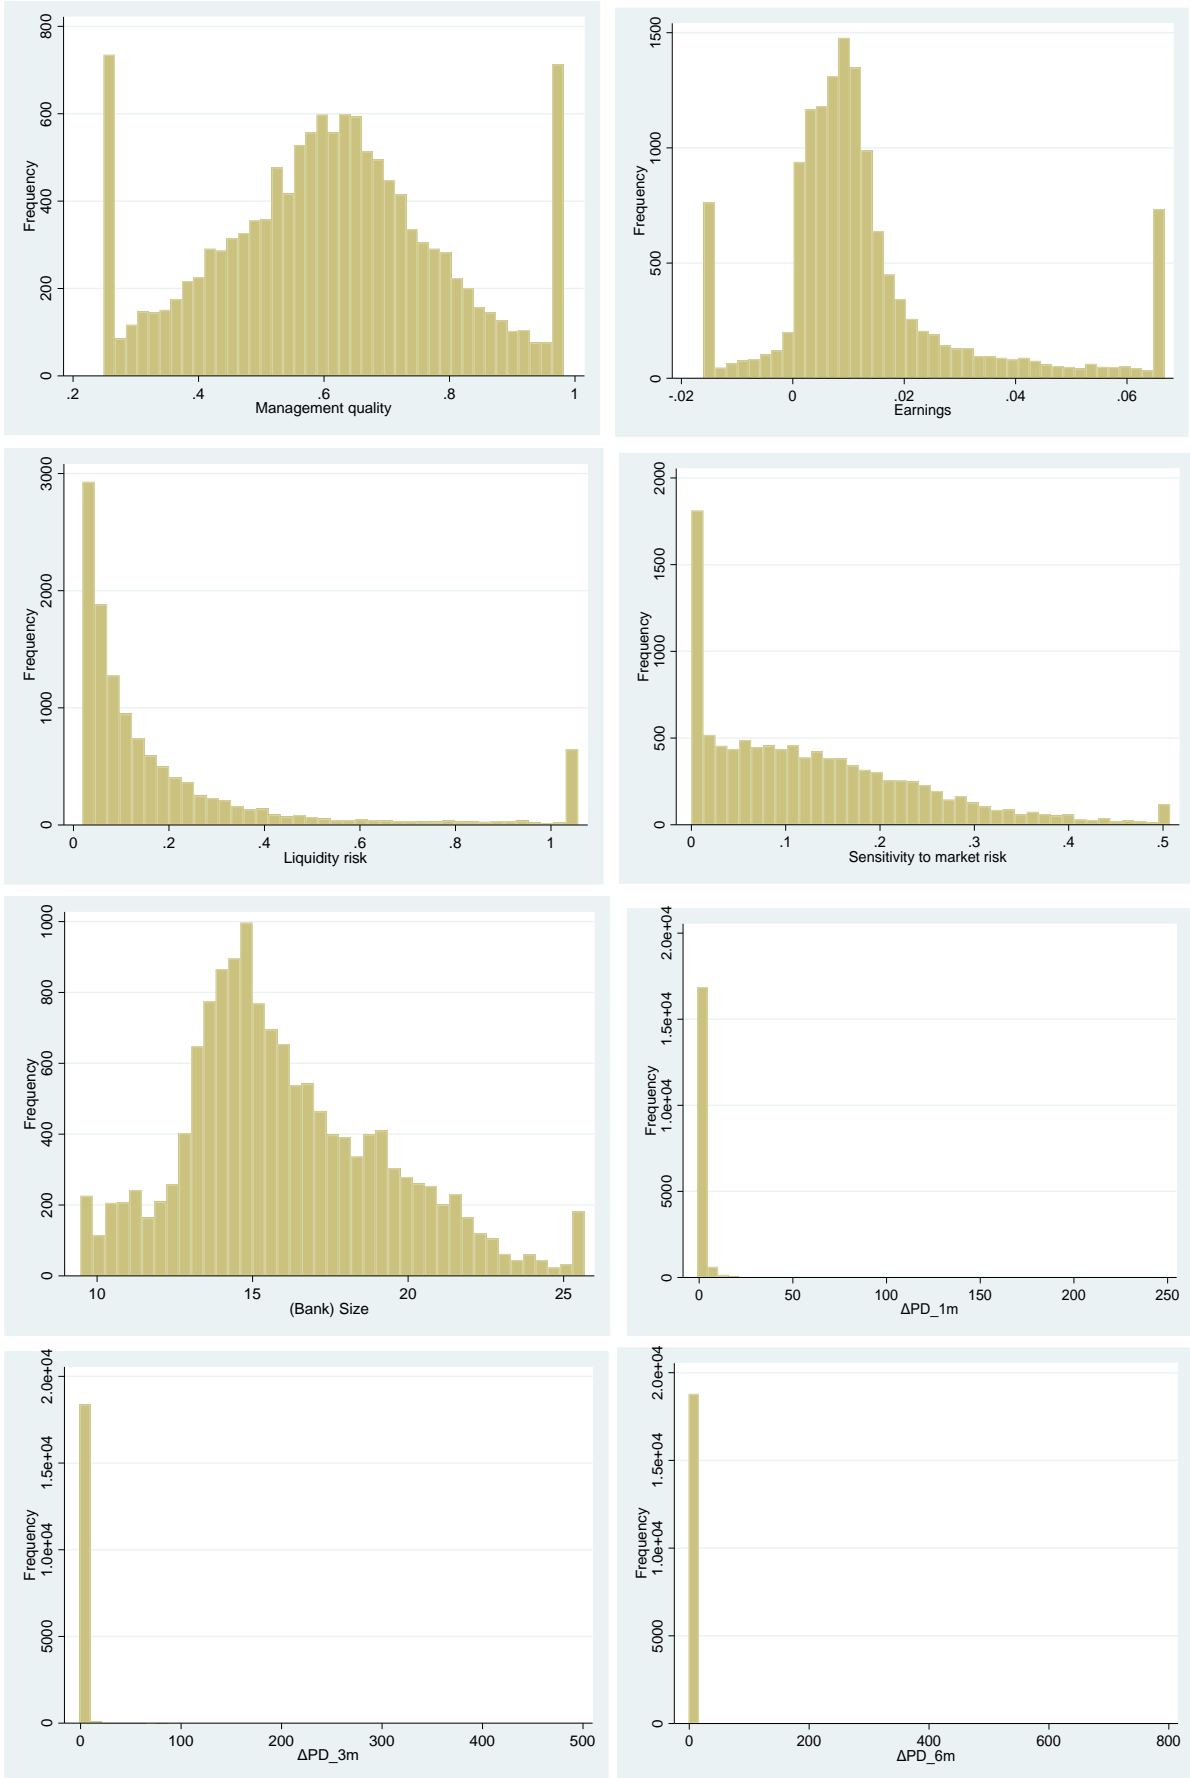 800
600
400
200
0
Frequency
.2 .4 .6 .8 1
Management quality
1500
1000
500
0
Frequency
-.02 0 .02 .04 .06
Earnings
3000
2000
1000
0
Frequency
0 .2 .4 .6 .8 1
Liquidity risk
2000
1500
1000
500
0
Frequency
0 .1 .2 .3 .4 .5
Sensitivity to market risk
1000
800
600
400
200
0
Frequency
10 15 20 25
(Bank) Size
2.0e+04
1.5e+04
1.0e+04
5000
0
Frequency
0 50 100 150 200 250
ΔPD_1m
2.0e+04
1.5e+04
1.0e+04
5000
0
Frequency
0 100 200 300 400 500
ΔPD_3m
2.0e+04
1.5e+04
1.0e+04
5000
0
Frequency
0 200 400 600 800
ΔPD_6m